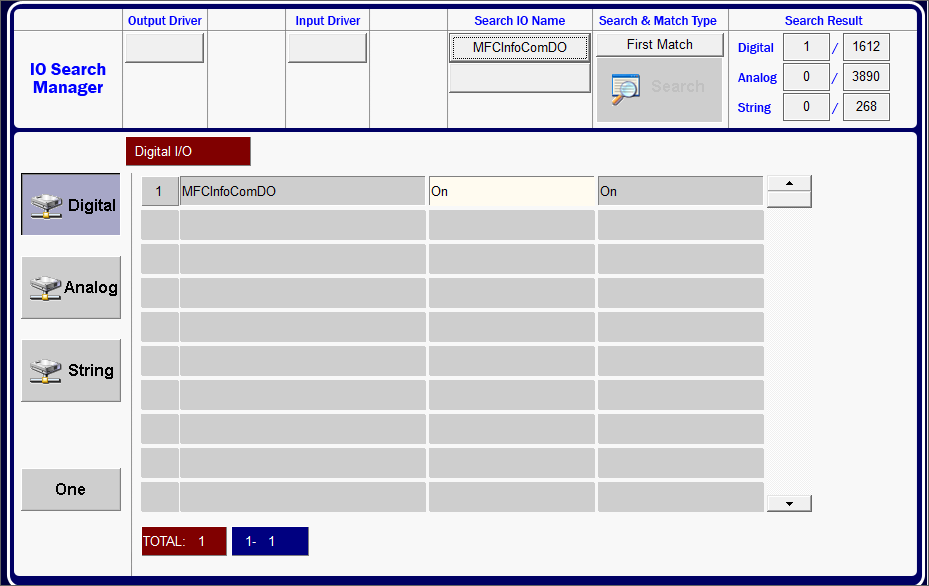 Output Driver Input Driver Search IO Name Search & Match Type Search Result
IO Search
Manager
MFCInfoComDO
First Match
Search
Digital 1 / 1612
Analog 0 / 3890
String 0 / 268
Digital I/O
1 MFCInfoComDO On On
Digital
Analog
String
One
TOTAL: 1 1- 1